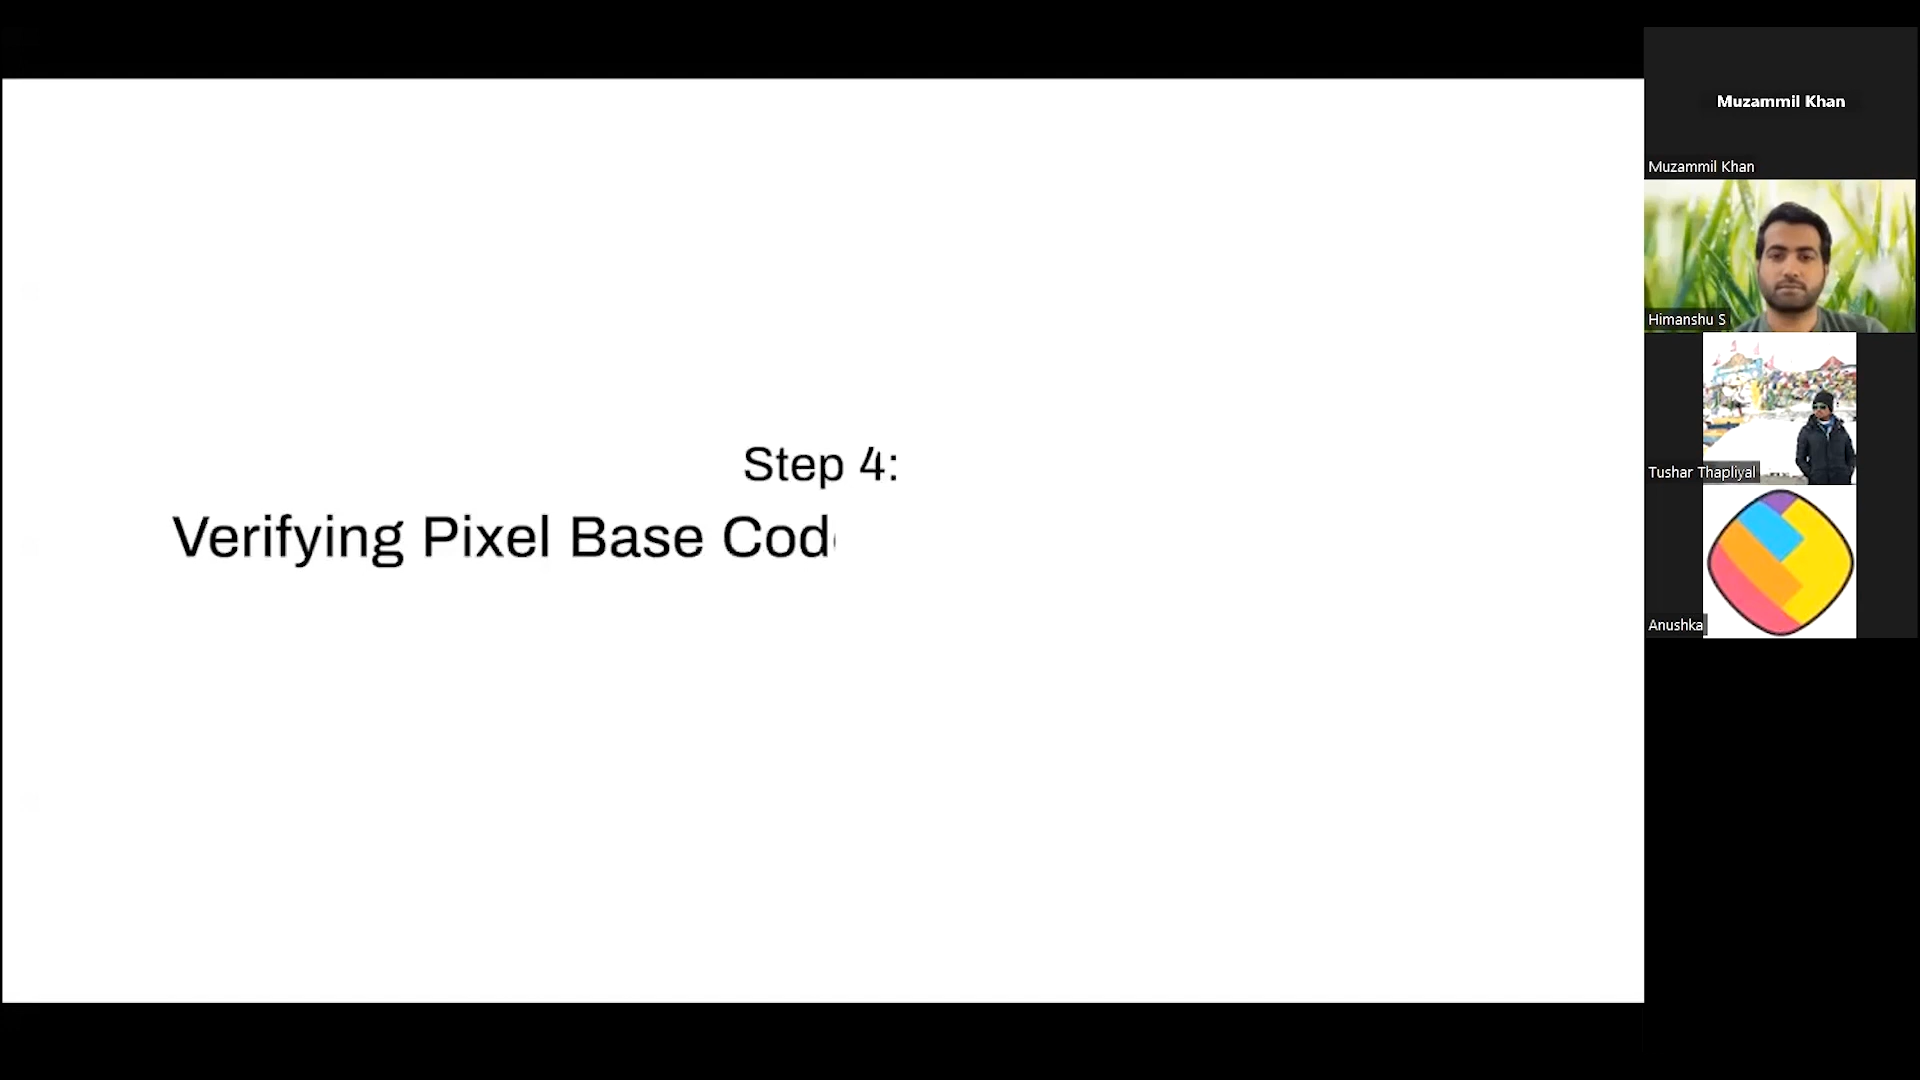 Step 4:
Verifying Pixel Base Cod
Muzammil Khan
Muzammil Khan
Himanshu S
Tushar Thapliyal
Anushka